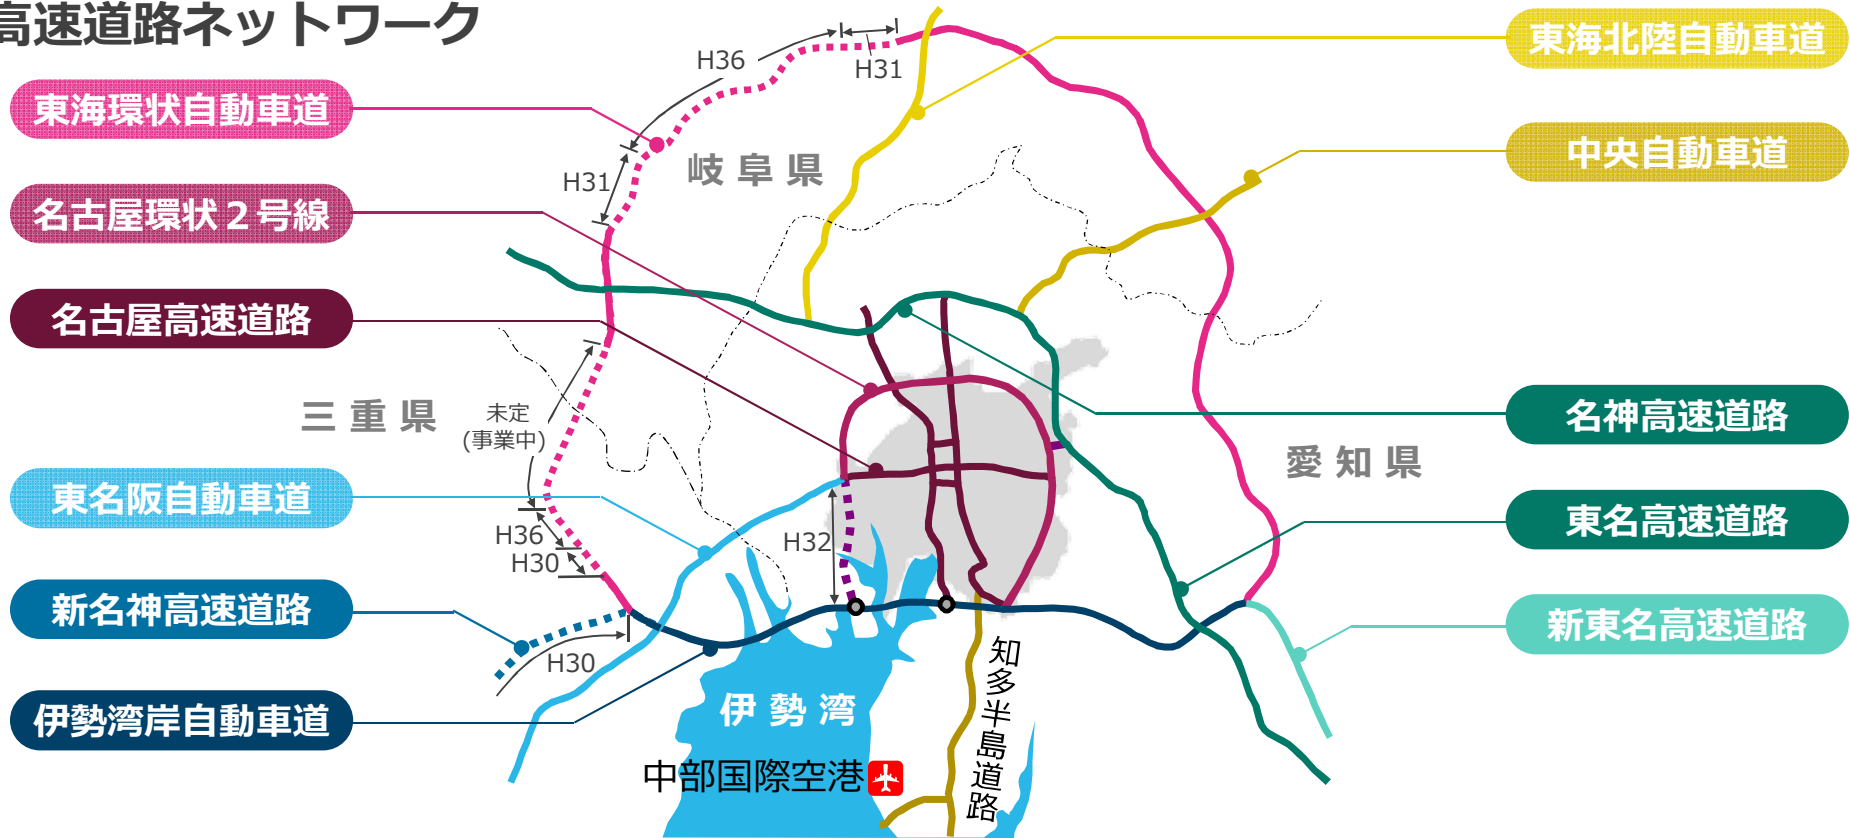 高速道路ネットワーク
東海環状自動車道
名古屋環状２号線
名古屋高速道路
東名阪自動車道
新名神高速道路
伊勢湾岸自動車道
H36
H31
H31
岐阜県
三重県
未定
(事業中)
H36
H30
H30
H32
伊勢湾
中部国際空港
知多半島道路
愛知県
東海北陸自動車道
中央自動車道
名神高速道路
東名高速道路
新東名高速道路